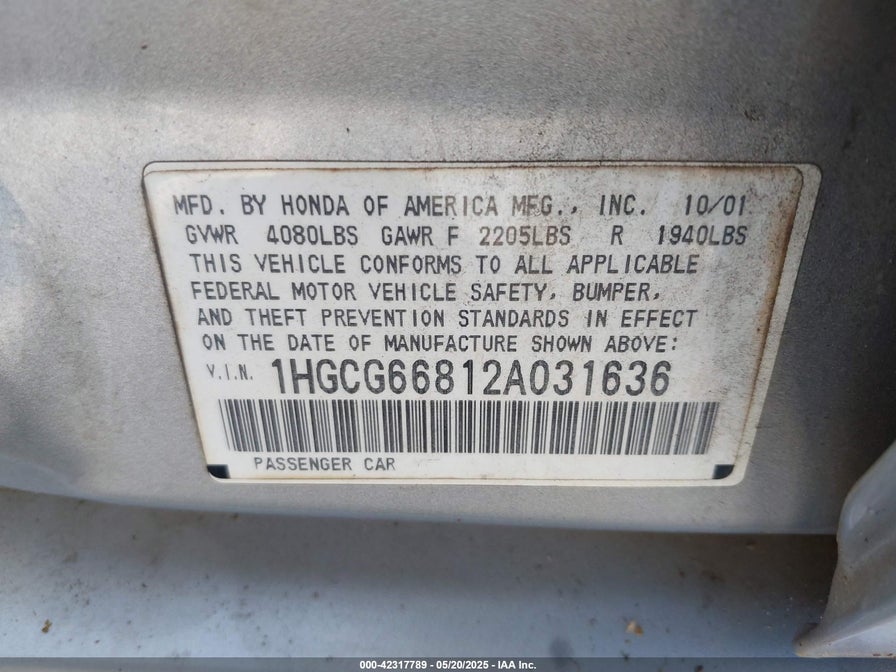 MFD. BY HONDA OF AMERICA MFG., INC. 10/01
GVWR 4080LBS GAWR F 2205LBS R 1940LBS
THIS VEHICLE CONFORMS TO ALL APPLICABLE
FEDERAL MOTOR VEHICLE SAFETY, BUMPER,
AND THEFT PREVENTION STANDARDS IN EFFECT
ON THE DATE OF MANUFACTURE SHOWN ABOVE:
V.I.N. 1HGCG66812A031636
PASSENGER CAR
000-42317789 - 05/20/2025 - IAA Inc.